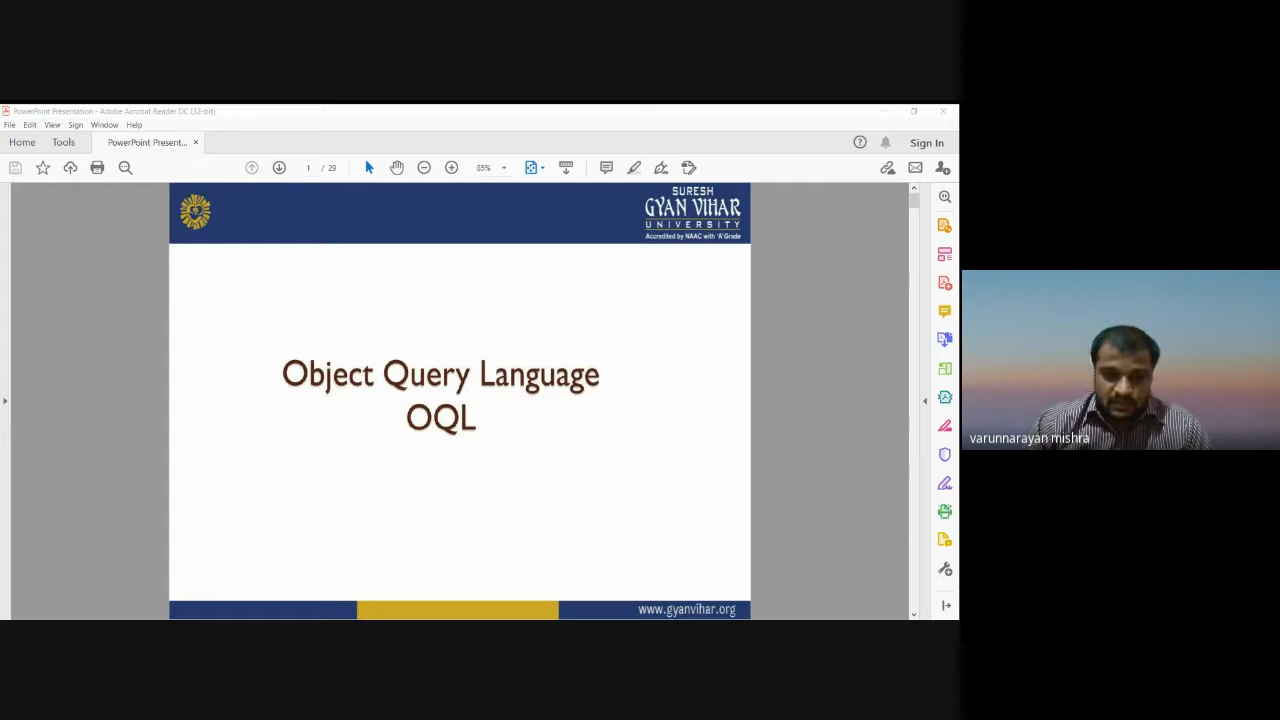 PowerPoint Presentation - Adobe Acrobat Reader DC (32-bit)
File Edit View Sign Window Help
Home Tools PowerPoint Present... × Sign In
1 / 29 85%
SURESH
GYAN VIHAR
UNIVERSITY
Accredited by NAAC with 'A' Grade
Object Query Language
OQL
www.gyanvihar.org
varunnarayan mishra